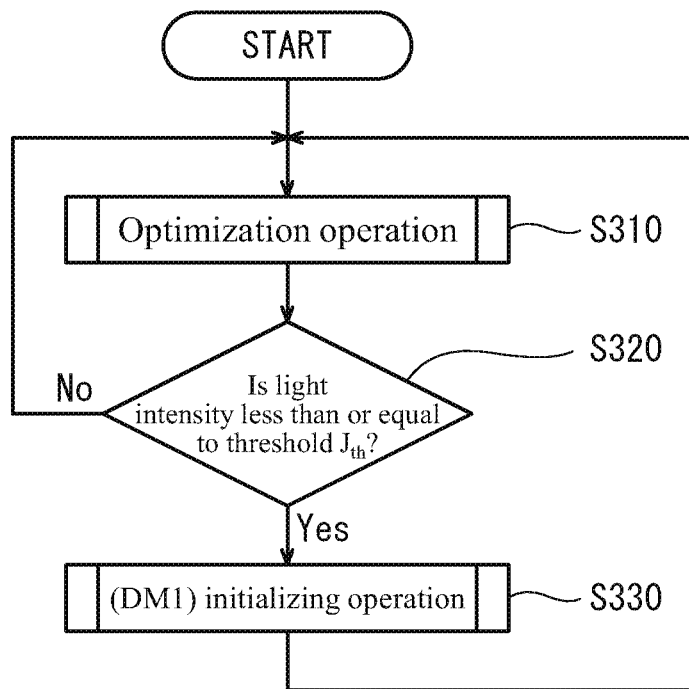 START
Optimization operation
S310
S320
Is light
intensity less than or equal
to threshold Jth?
No
Yes
(DM1) initializing operation
S330